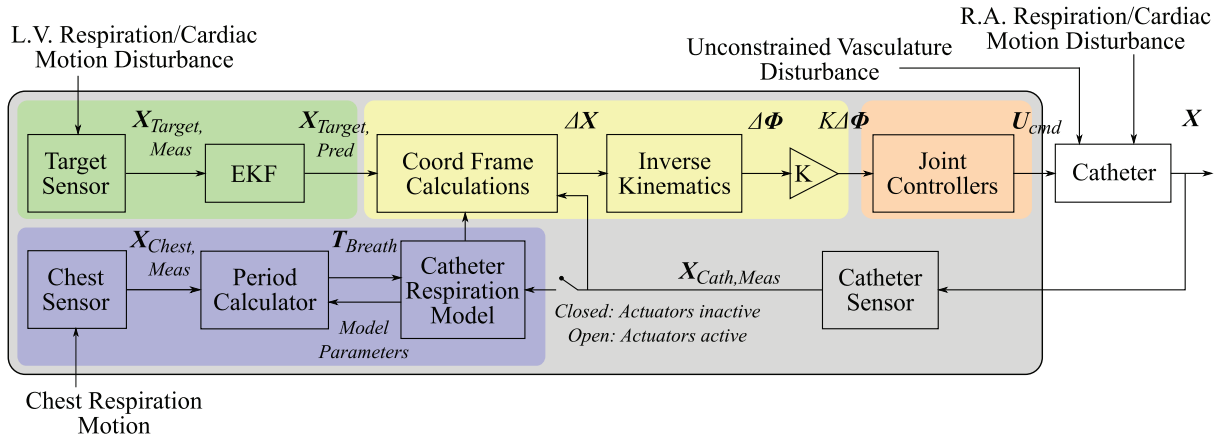 L.V. Respiration/Cardiac
Motion Disturbance
R.A. Respiration/Cardiac
Motion Disturbance
Unconstrained Vasculature
Disturbance
X_Target,
Meas
X_Target,
Pred
ΔX
ΔΦ
KΔΦ
U_cmd
X
Target
Sensor
EKF
Coord Frame
Calculations
Inverse
Kinematics
K
Joint
Controllers
Catheter
X_Chest,
Meas
T_Breath
Chest
Sensor
Period
Calculator
Catheter
Respiration
Model
X_Cath,Meas
Catheter
Sensor
Closed: Actuators inactive
Open: Actuators active
Model
Parameters
Chest Respiration
Motion